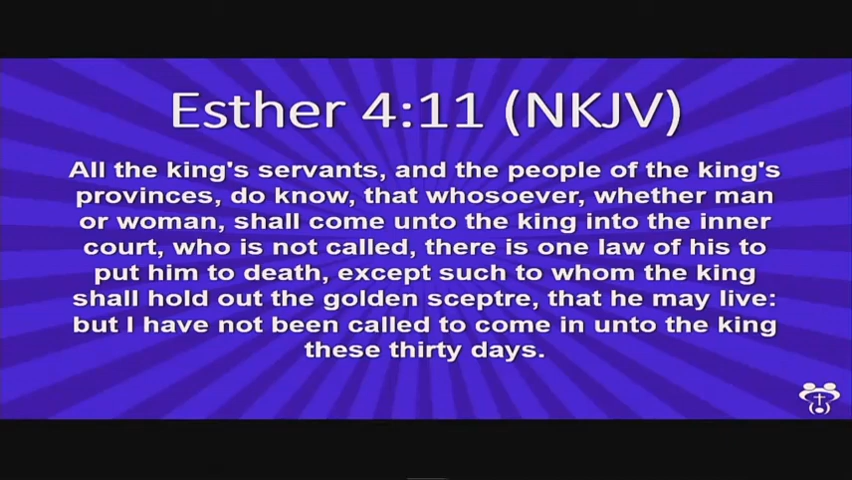 Esther 4:11 (NKJV)
All the king's servants, and the people of the king's
provinces, do know, that whosoever, whether man
or woman, shall come unto the king into the inner
court, who is not called, there is one law of his to
put him to death, except such to whom the king
shall hold out the golden sceptre, that he may live:
but I have not been called to come in unto the king
these thirty days.